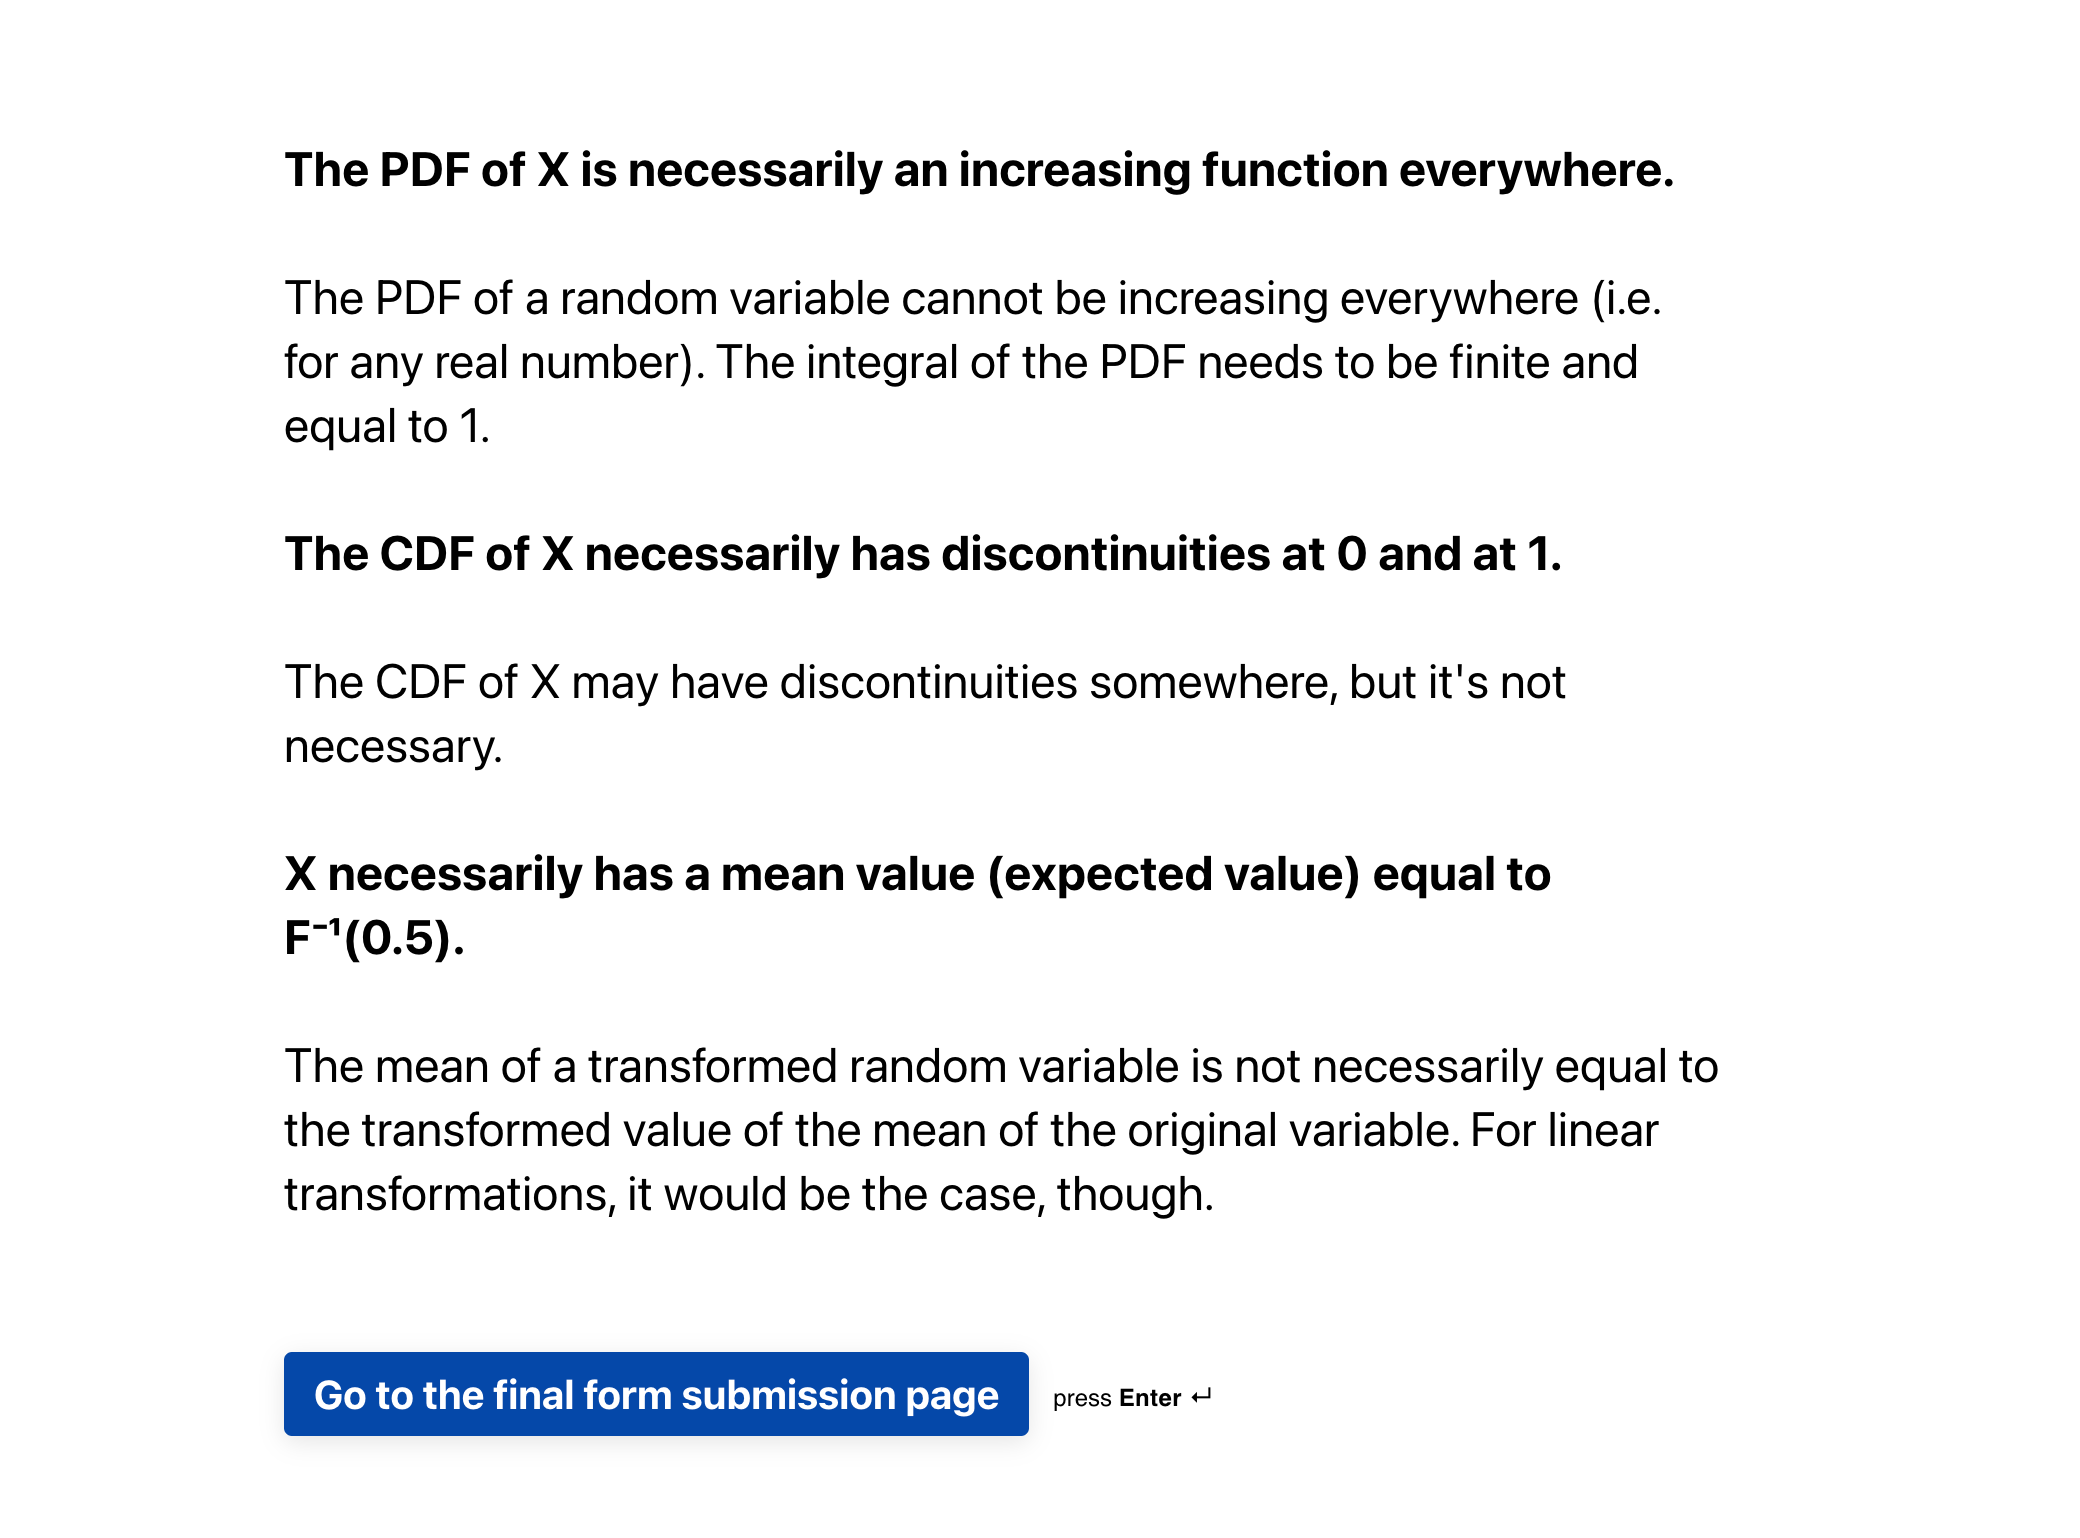 The PDF of X is necessarily an increasing function everywhere.
The PDF of a random variable cannot be increasing everywhere (i.e.
for any real number). The integral of the PDF needs to be finite and
equal to 1.
The CDF of X necessarily has discontinuities at 0 and at 1.
The CDF of X may have discontinuities somewhere, but it's not
necessary.
X necessarily has a mean value (expected value) equal to
F⁻¹(0.5).
The mean of a transformed random variable is not necessarily equal to
the transformed value of the mean of the original variable. For linear
transformations, it would be the case, though.
Go to the final form submission page press Enter ↵